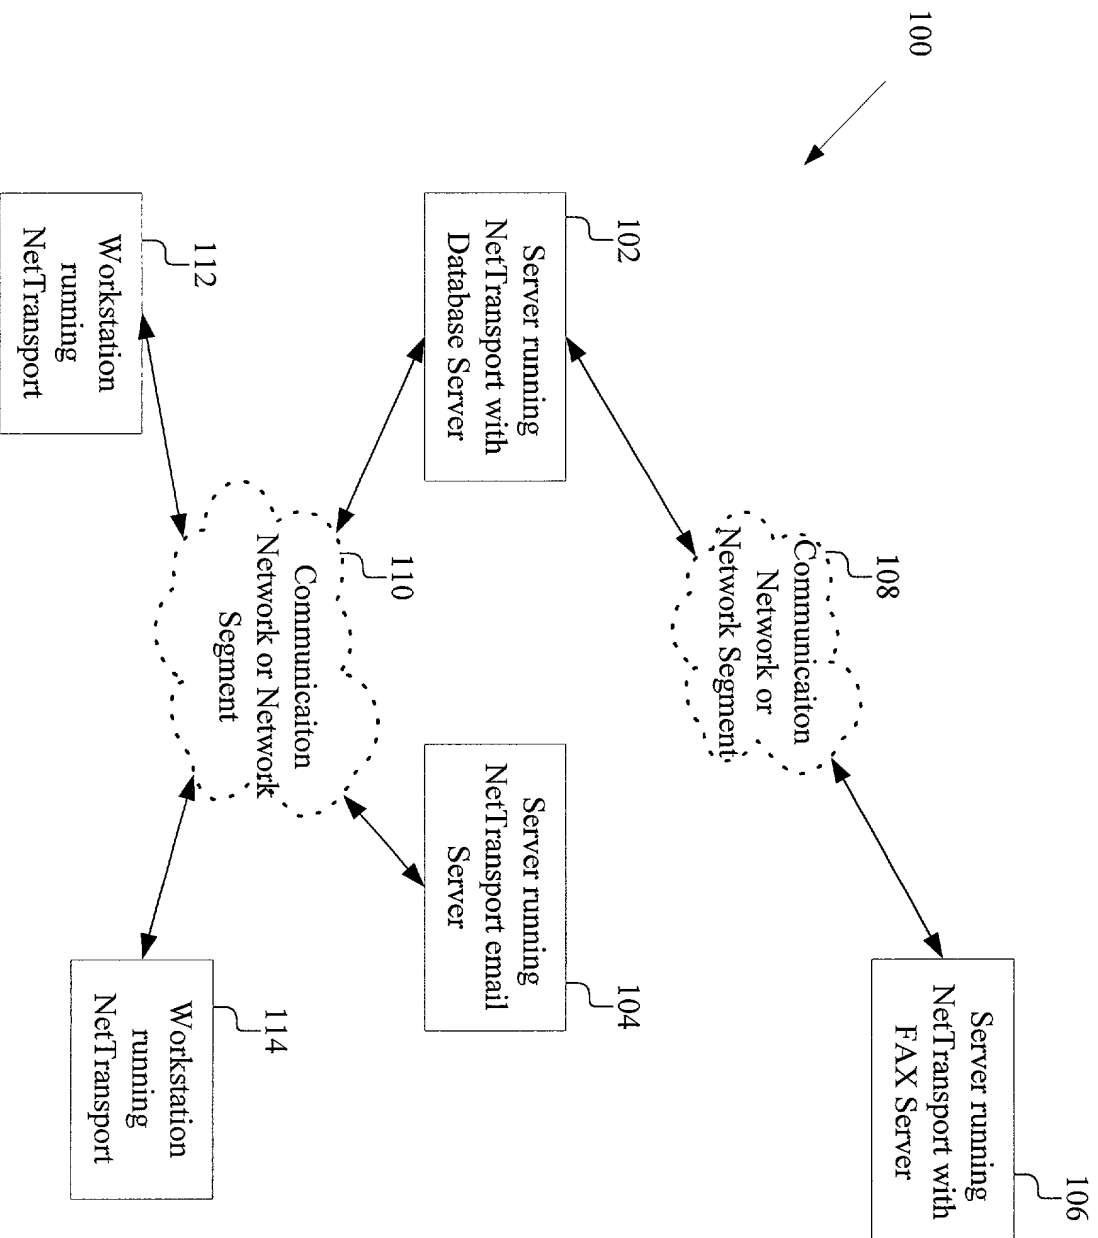 100
106
Server running
NetTransport with
FAX Server
108
Communicaiton
Network or
Network Segment
102
Server running
NetTransport with
Database Server
104
Server running
NetTransport email
Server
110
Communicaiton
Network or Network
Segment
112
Workstation
running
NetTransport
114
Workstation
running
NetTransport